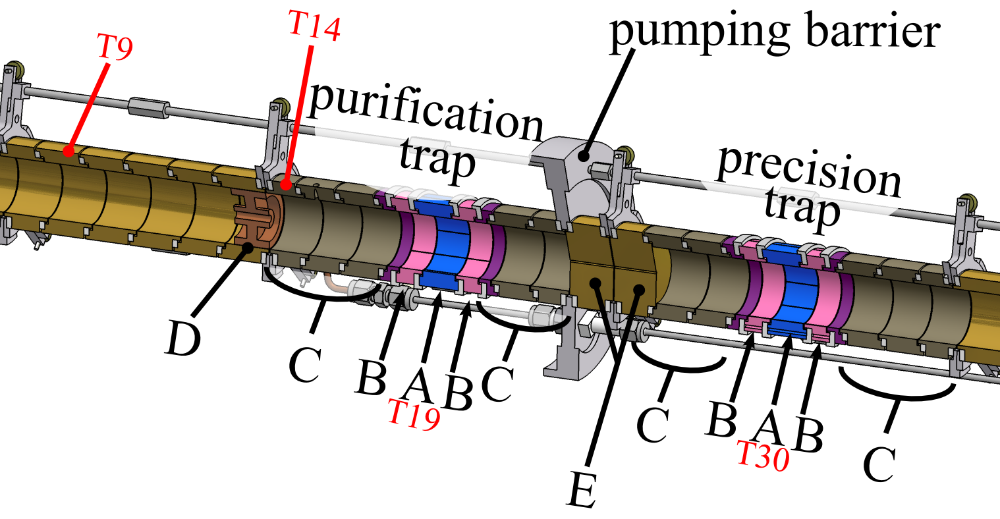 T9
T14
pumping barrier
purification
trap
precision
trap
D
C
B
A
B
C
T19
C
B
A
B
C
T30
E